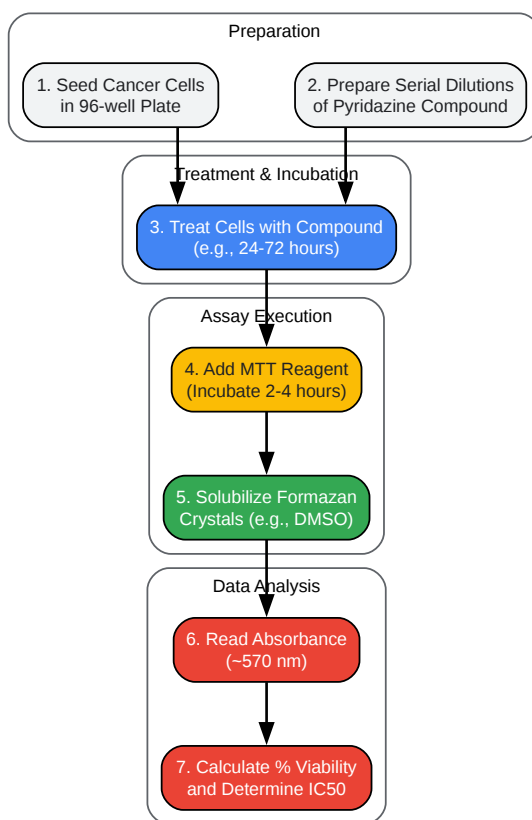 Preparation
1. Seed Cancer Cells
in 96-well Plate
2. Prepare Serial Dilutions
of Pyridazine Compound
Treatment & Incubation
3. Treat Cells with Compound
(e.g., 24-72 hours)
Assay Execution
4. Add MTT Reagent
(Incubate 2-4 hours)
5. Solubilize Formazan
Crystals (e.g., DMSO)
Data Analysis
6. Read Absorbance
(~570 nm)
7. Calculate % Viability
and Determine IC50